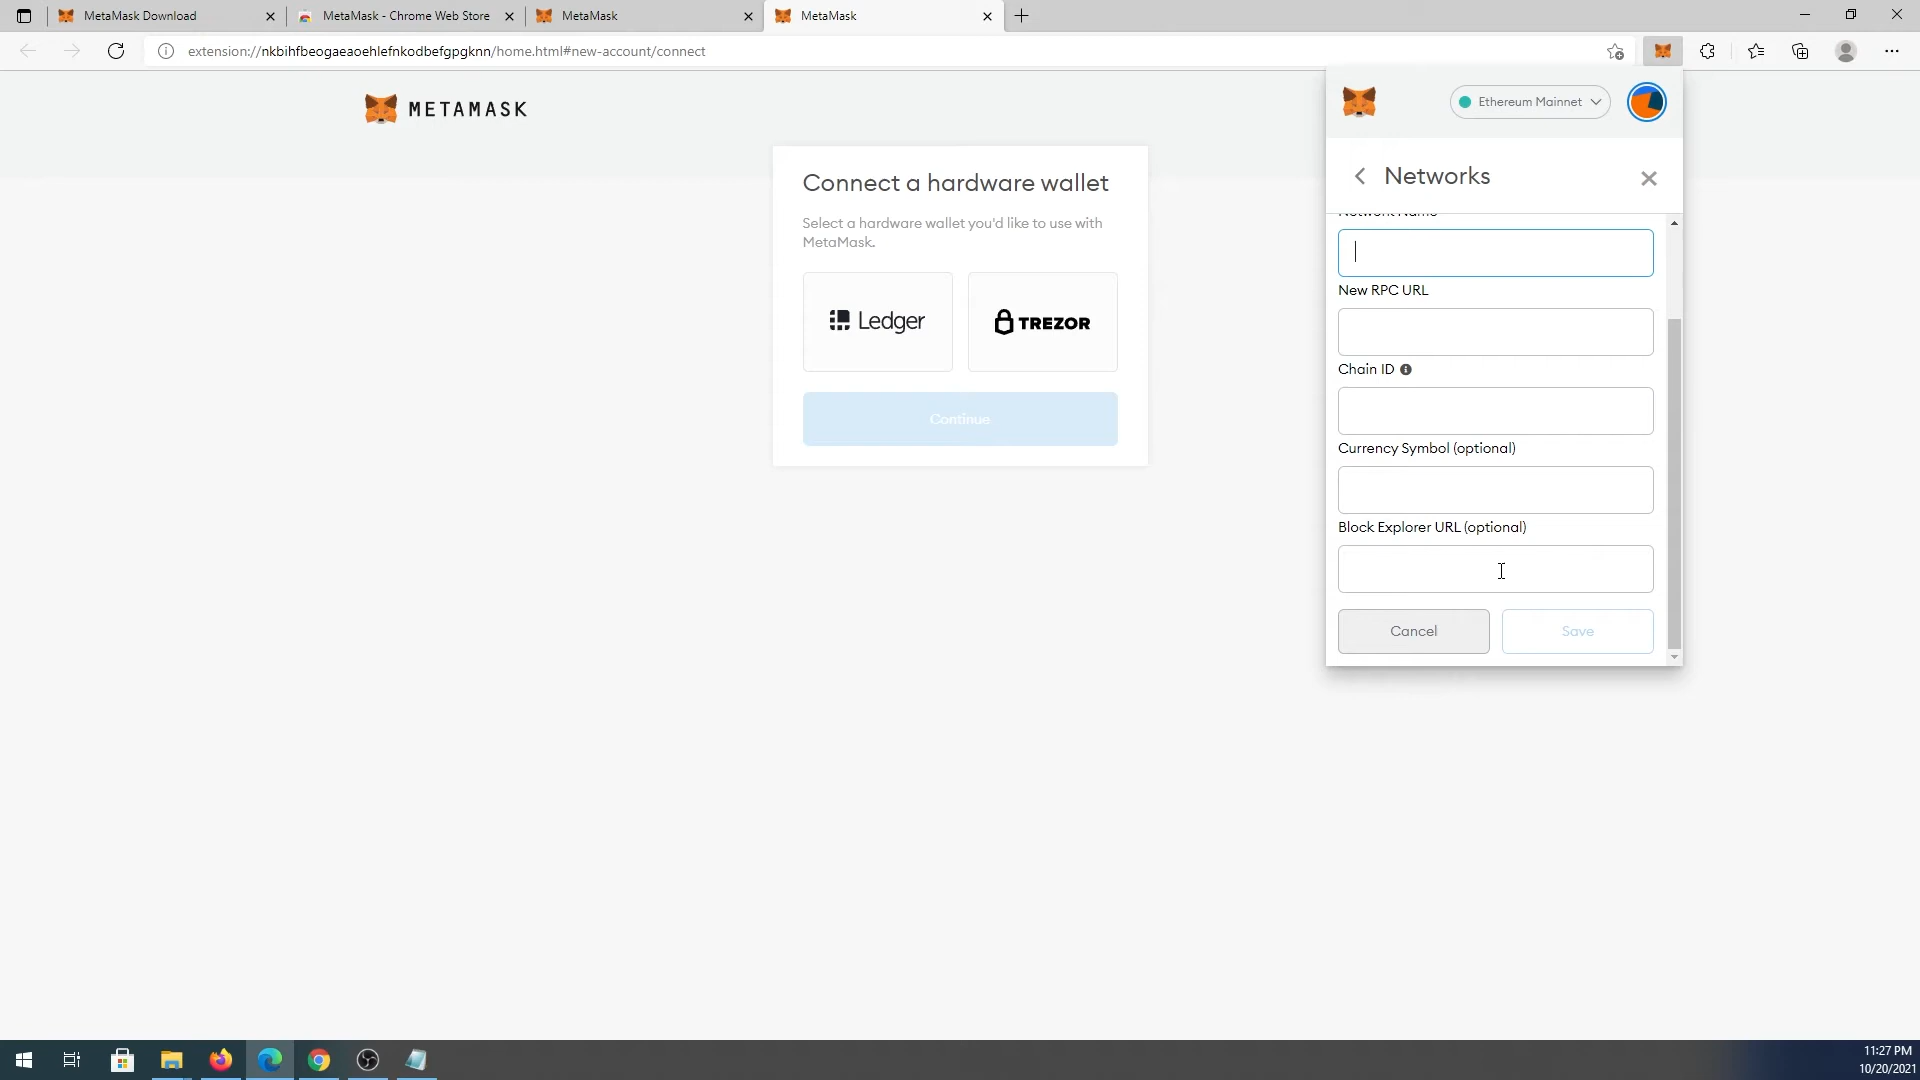 MetaMask Download
MetaMask - Chrome Web Store
MetaMask
MetaMask
extension://nkbihfbeogaeaoehlefnkodbefgpgknn/home.html#new-account/connect
METAMASK
Ethereum Mainnet
Connect a hardware wallet
Select a hardware wallet you'd like to use with
MetaMask.
Ledger
TREZOR
Continue
Networks
Network Name
New RPC URL
Chain ID
Currency Symbol (optional)
Block Explorer URL (optional)
Cancel
Save
11:27 PM
10/20/2021